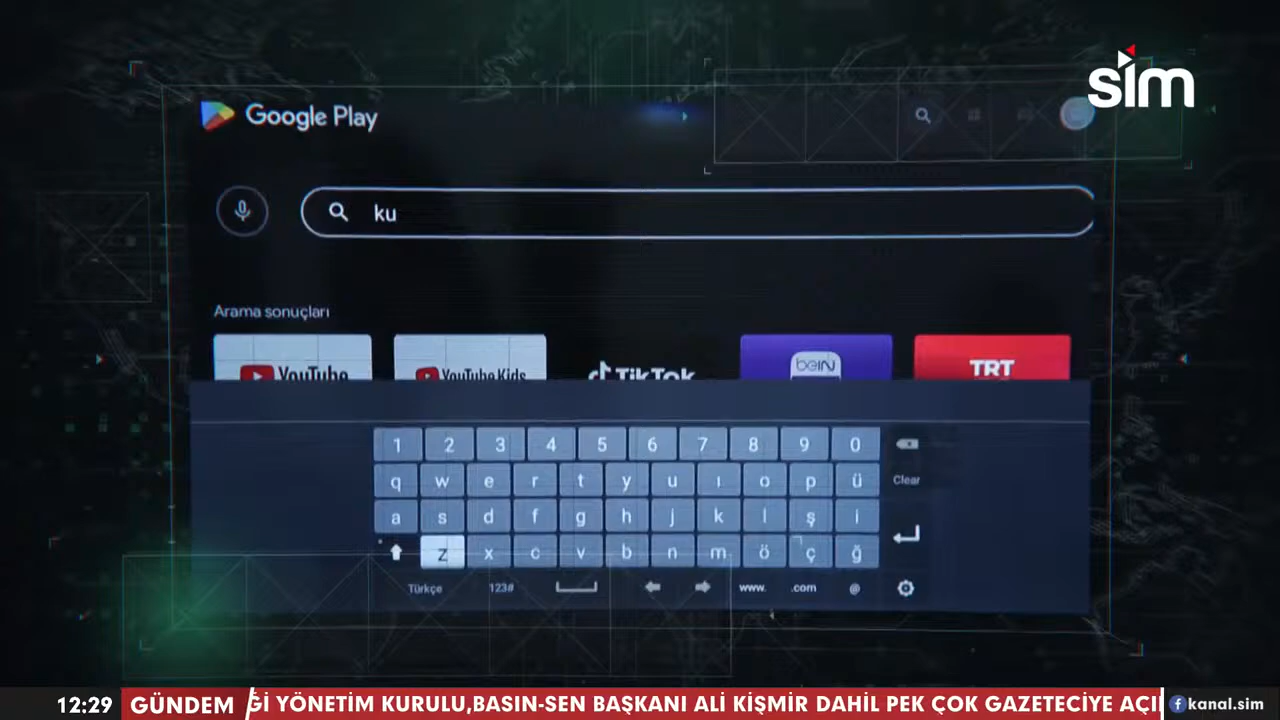 sim
Google Play
ku
Arama sonuçları
YouTube
YouTube Kids
TikTok
beIN
TRT
1 2 3 4 5 6 7 8 9 0
q w e r t y u ı o p ü
Clear
a s d f g h j k l ş i
z x c v b n m ö ç ğ
Türkçe 123# www. .com @
12:29 GÜNDEM Gİ YÖNETİM KURULU,BASIN-SEN BAŞKANI ALİ KİŞMİR DAHİL PEK ÇOK GAZETECİYE AÇI kanal.sim